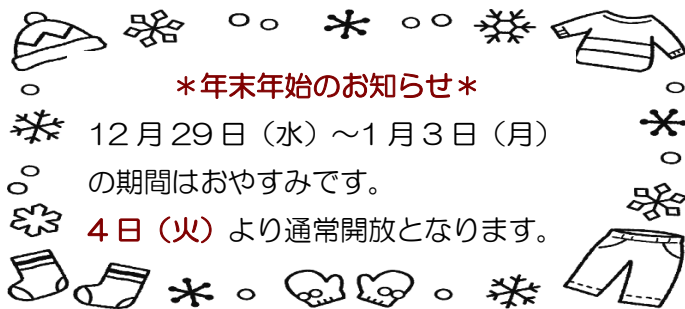 ＊年末年始のお知らせ＊
12月29日（水）～1月3日（月）
の期間はおやすみです。
4日（火）より通常開放となります。